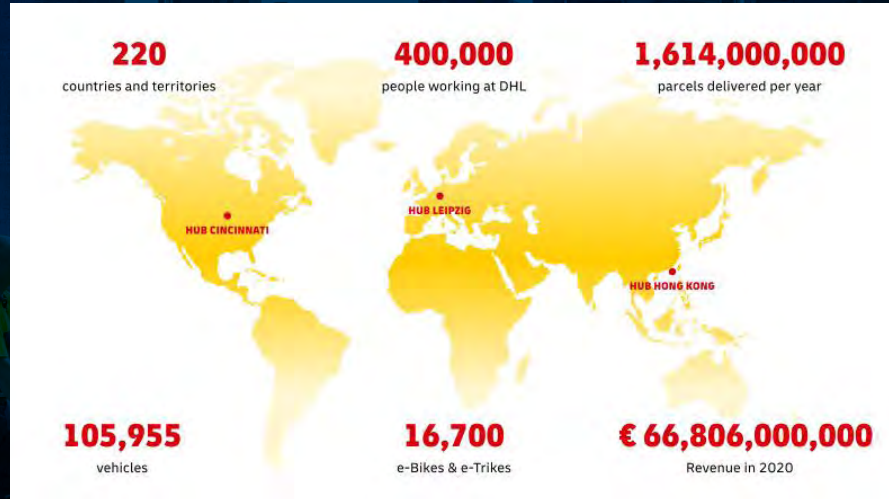 220
countries and territories
400,000
people working at DHL
1,614,000,000
parcels delivered per year
HUB CINCINNATI
HUB LEIPZIG
HUB HONG KONG
105,955
vehicles
16,700
e-Bikes & e-Trikes
€ 66,806,000,000
Revenue in 2020